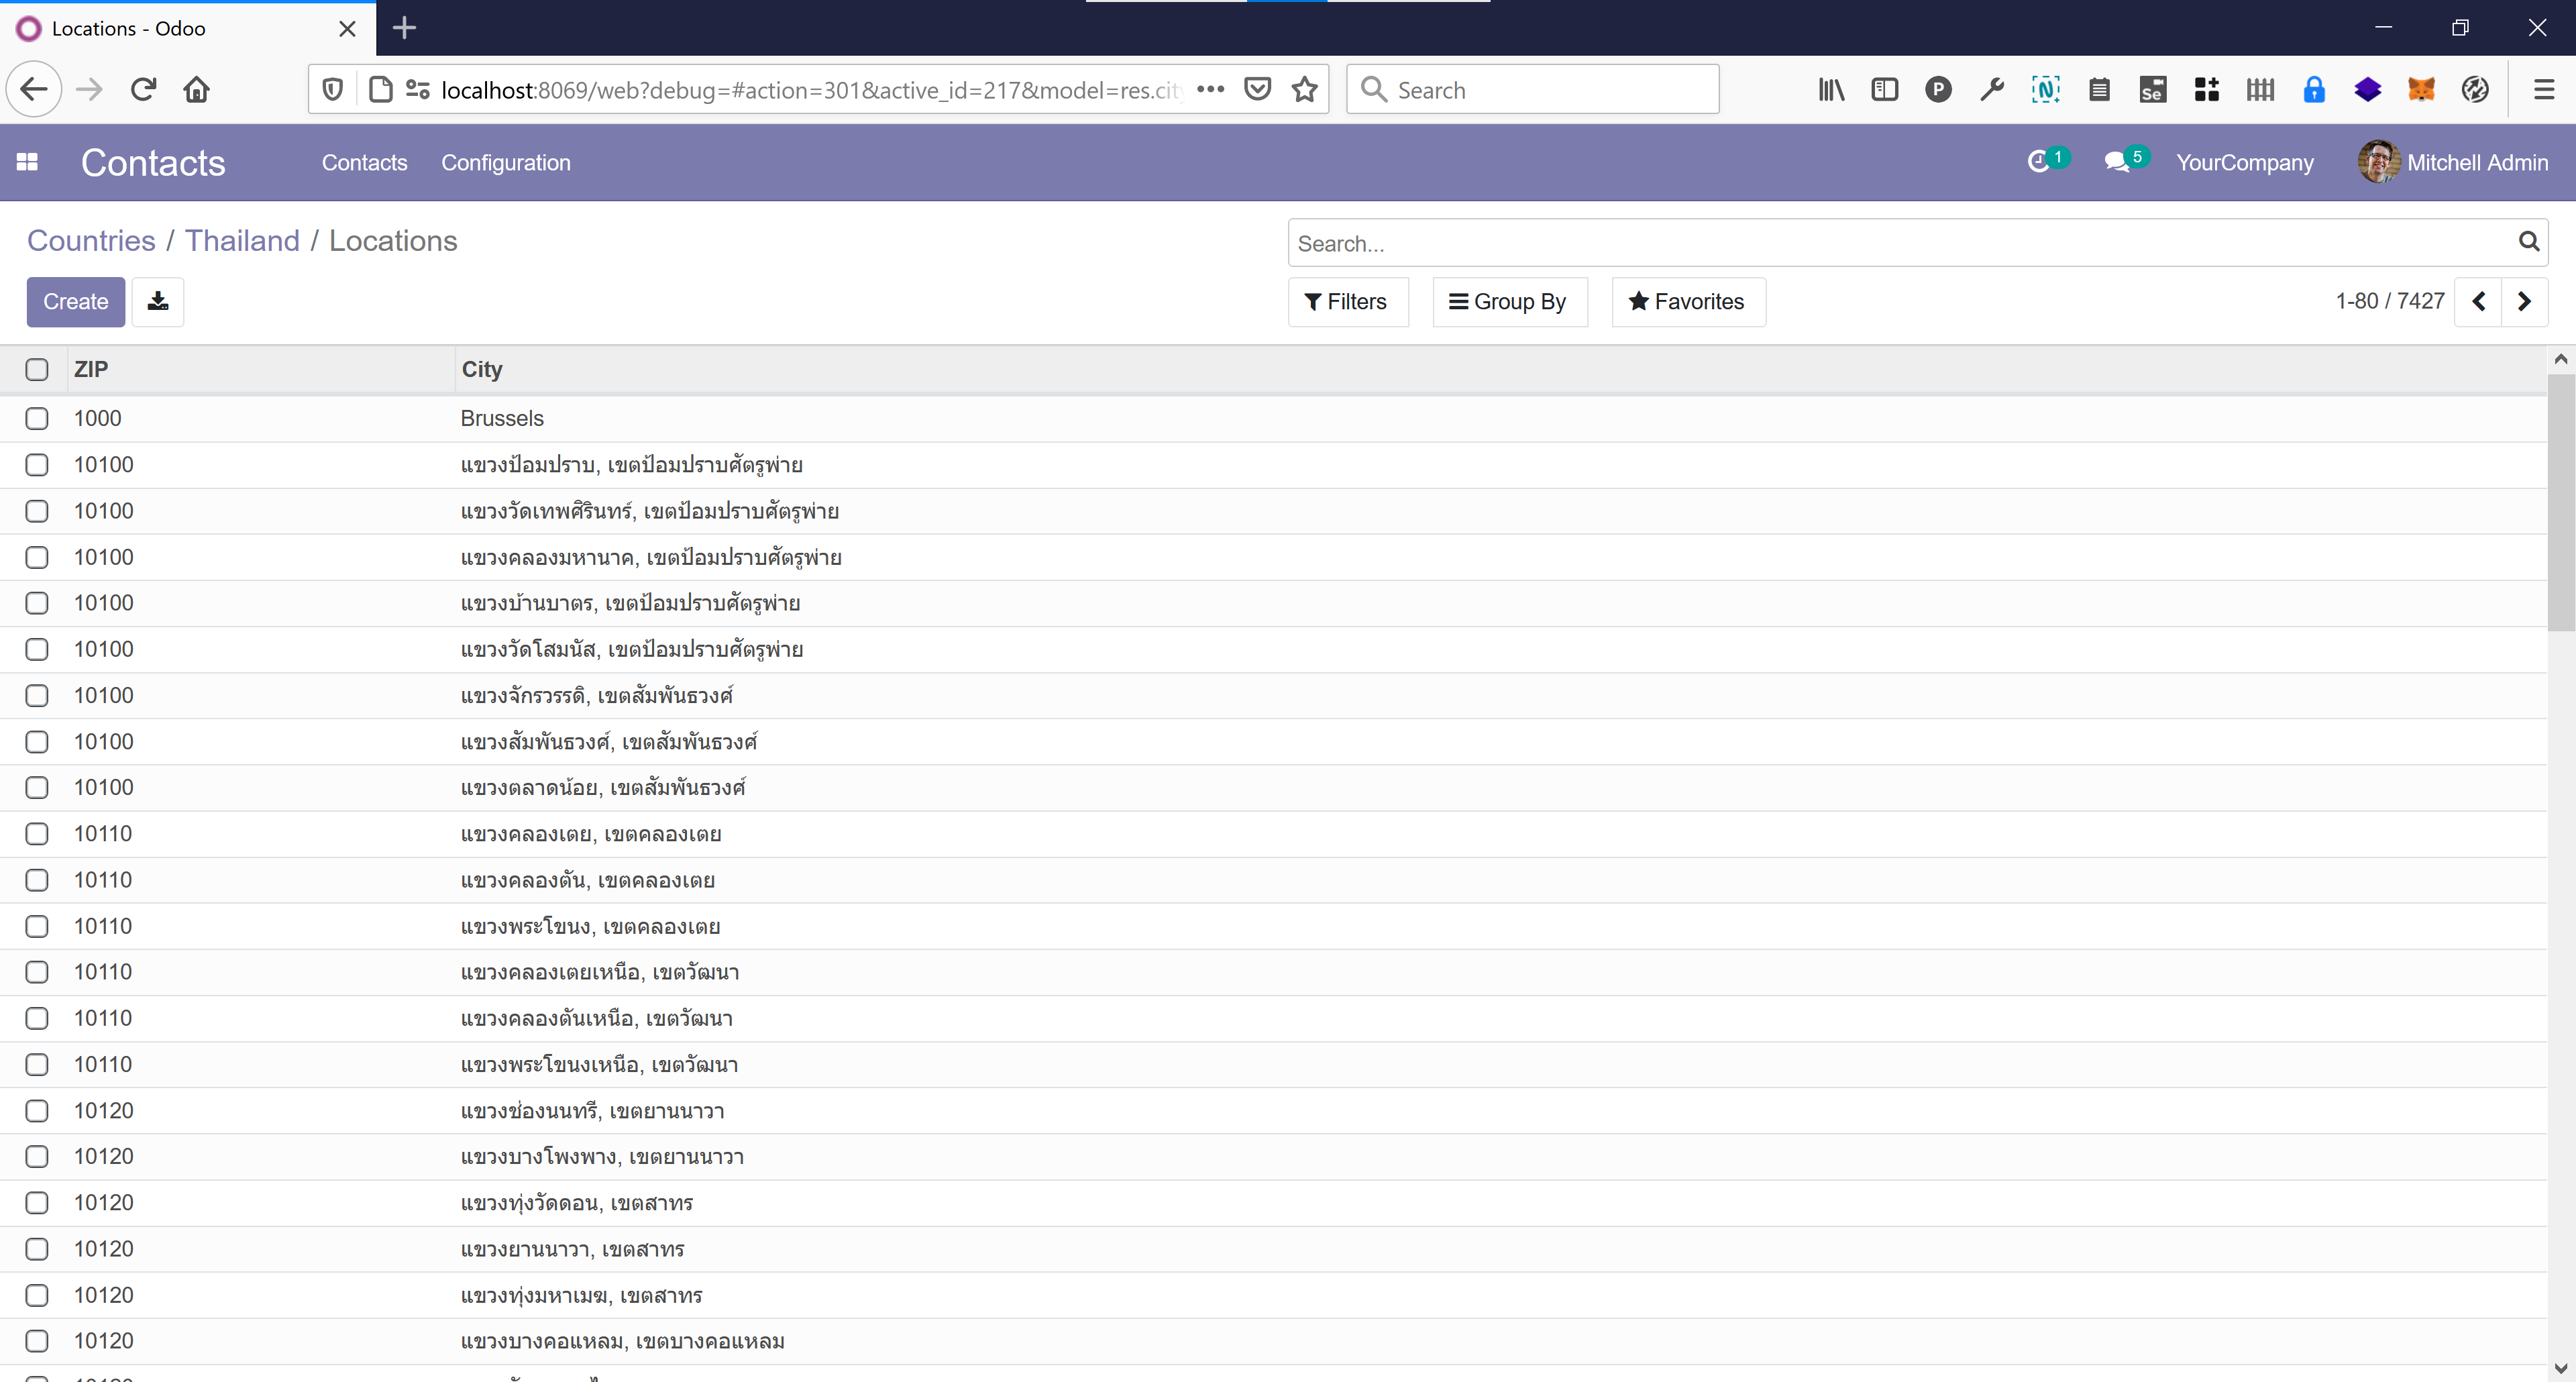 Locations - Odoo
localhost:8069/web?debug=#action=301&active_id=217&model=res.city
Search
P
N
Se
Contacts
Contacts
Configuration
1
5
YourCompany
Mitchell Admin
Countries / Thailand / Locations
Search...
Create
Filters
Group By
Favorites
1-80 / 7427
ZIP City
1000 Brussels
10100 แขวงป้อมปราบ, เขตป้อมปราบศัตรูพ่าย
10100 แขวงวัดเทพศิรินทร์, เขตป้อมปราบศัตรูพ่าย
10100 แขวงคลองมหานาค, เขตป้อมปราบศัตรูพ่าย
10100 แขวงบ้านบาตร, เขตป้อมปราบศัตรูพ่าย
10100 แขวงวัดโสมนัส, เขตป้อมปราบศัตรูพ่าย
10100 แขวงจักรวรรดิ, เขตสัมพันธวงศ์
10100 แขวงสัมพันธวงศ์, เขตสัมพันธวงศ์
10100 แขวงตลาดน้อย, เขตสัมพันธวงศ์
10110 แขวงคลองเตย, เขตคลองเตย
10110 แขวงคลองตัน, เขตคลองเตย
10110 แขวงพระโขนง, เขตคลองเตย
10110 แขวงคลองเตยเหนือ, เขตวัฒนา
10110 แขวงคลองตันเหนือ, เขตวัฒนา
10110 แขวงพระโขนงเหนือ, เขตวัฒนา
10120 แขวงช่องนนทรี, เขตยานนาวา
10120 แขวงบางโพงพาง, เขตยานนาวา
10120 แขวงทุ่งวัดดอน, เขตสาทร
10120 แขวงยานนาวา, เขตสาทร
10120 แขวงทุ่งมหาเมฆ, เขตสาทร
10120 แขวงบางคอแหลม, เขตบางคอแหลม